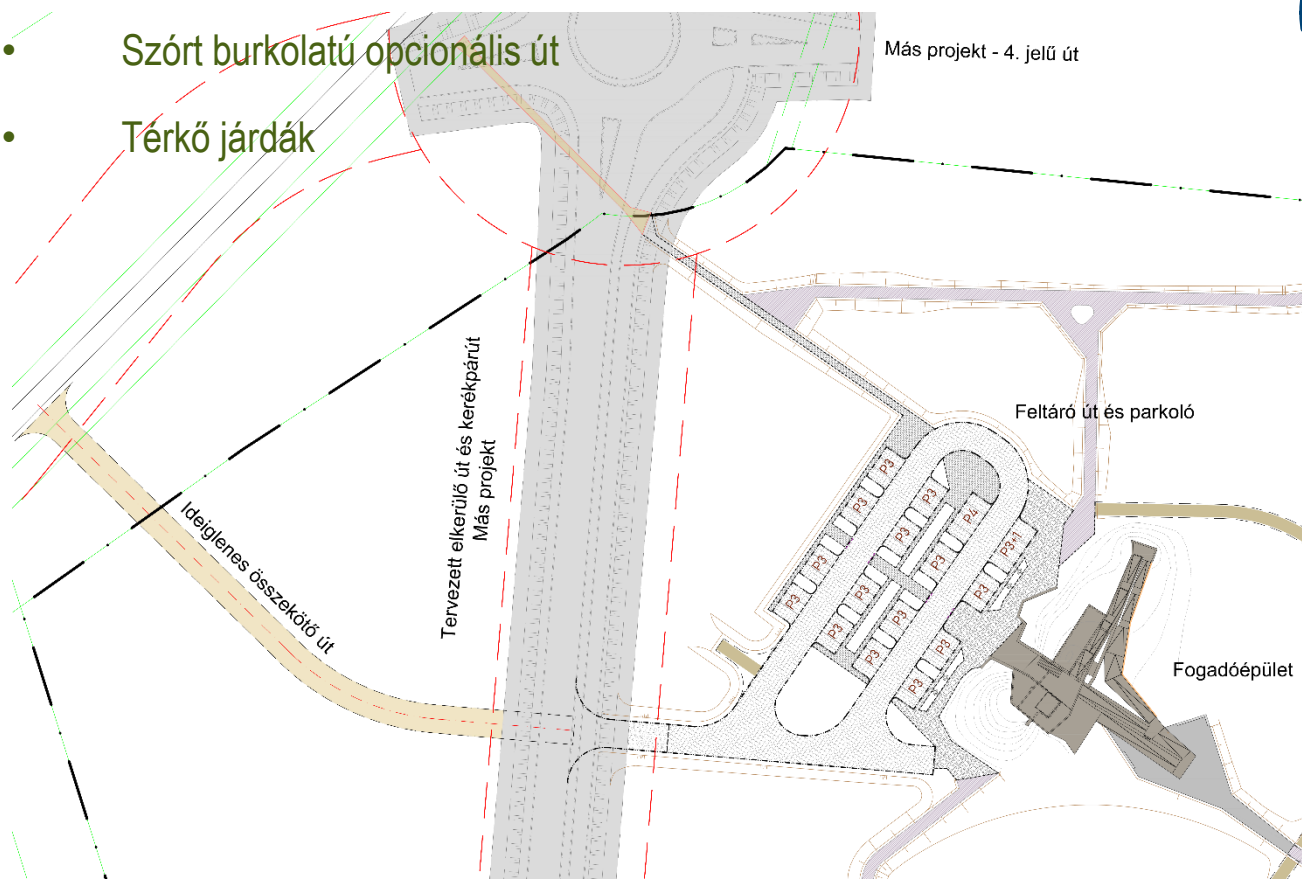 • Szórt burkolatú opcionális út
• Térkő járdák
Más projekt - 4. jelű út
Tervezett elkerülő út és kerékpárút
Más projekt
Ideiglenes összekötő út
Feltáró út és parkoló
P3
P3
P3
P3
P3
P3
P3
P3
P4
P3
P3
P3
P3+1
P3
P3
P3
Fogadóépület